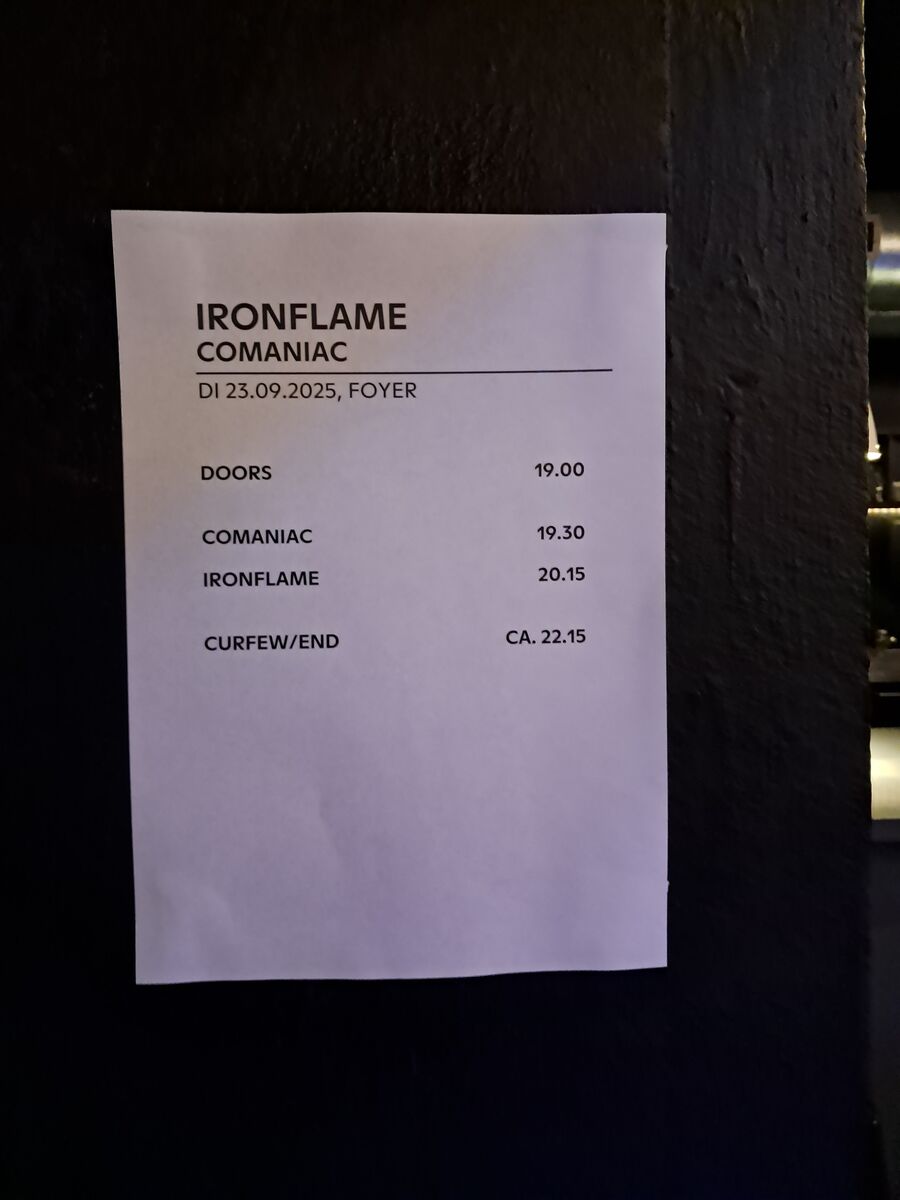 IRONFLAME
COMANIAC
DI 23.09.2025, FOYER
DOORS 19.00
COMANIAC 19.30
IRONFLAME 20.15
CURFEW/END CA. 22.15